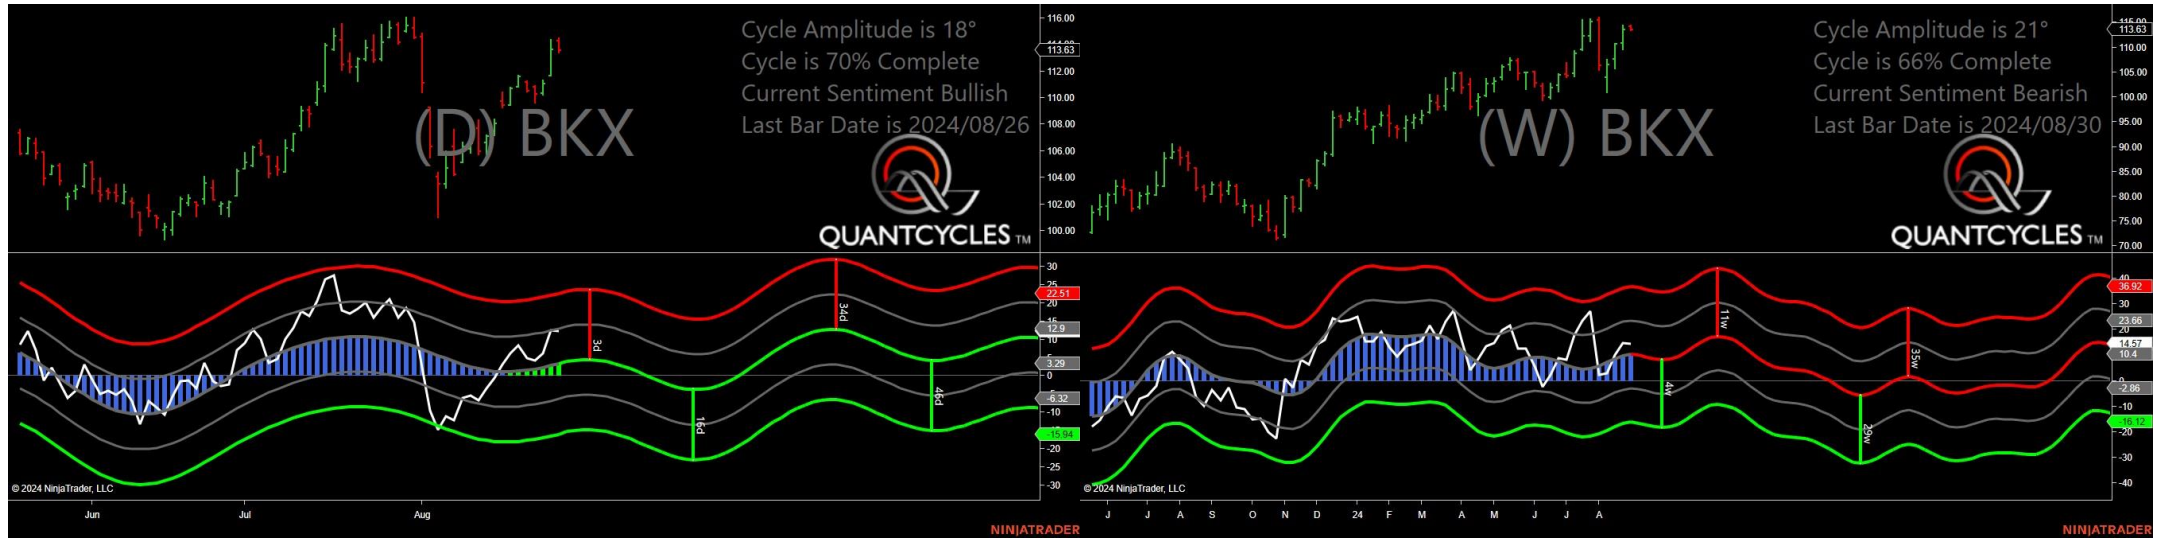 Cycle Amplitude is 18°
Cycle is 70% Complete
Current Sentiment Bullish
Last Bar Date is 2024/08/26
(D) BKX
QUANTCYCLES TM
116.00
113.63
112.00
110.00
108.00
106.00
104.00
102.00
100.00
30
22.51
20
15
12.9
10
3.29
0
-6.32
-10
-15.94
-20
-25
-30
3d
16d
34d
46d
© 2024 NinjaTrader, LLC
Jun Jul Aug
NINJATRADER
Cycle Amplitude is 21°
Cycle is 66% Complete
Current Sentiment Bearish
Last Bar Date is 2024/08/30
(W) BKX
QUANTCYCLES TM
115.00
113.63
110.00
105.00
100.00
95.00
90.00
85.00
80.00
75.00
70.00
40
36.92
30
23.66
20
14.57
10.4
0
-2.86
-10
-16.12
-20
-30
-40
4w
11w
29w
35w
© 2024 NinjaTrader, LLC
J J A S O N D 24 F M A M J J A
NINJATRADER